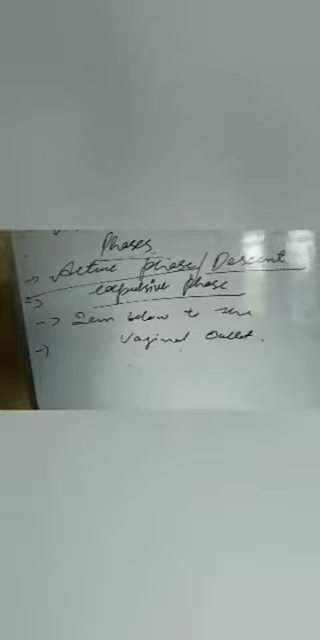 Phases
→ Active phase/Descent
⇒ expulsive phase
→ 2cm below to the
→) Vaginal Outlet.